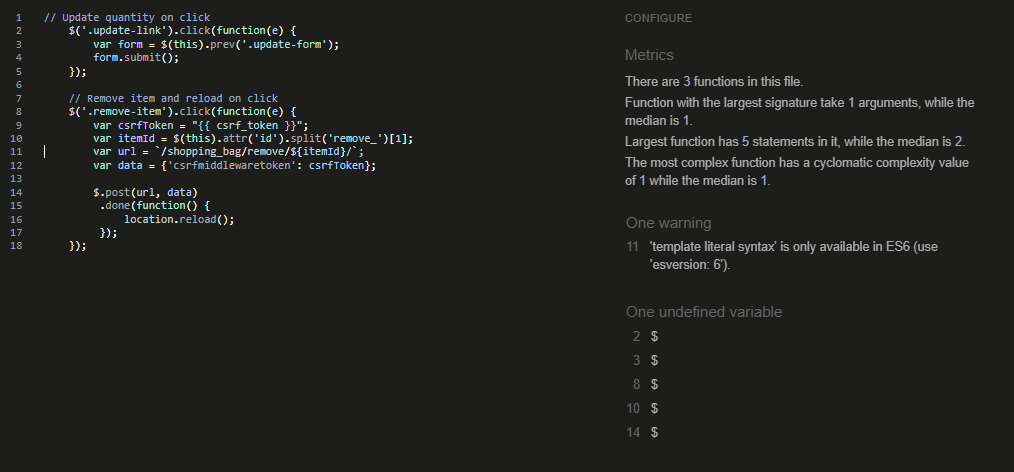 1 // Update quantity on click
2 $('.update-link').click(function(e) {
3 var form = $(this).prev('.update-form');
4 form.submit();
5 });
6
7 // Remove item and reload on click
8 $('.remove-item').click(function(e) {
9 var csrfToken = "{{ csrf_token }}";
10 var itemId = $(this).attr('id').split('remove_')[1];
11 var url = `/shopping_bag/remove/${itemId}/`;
12 var data = {'csrfmiddlewaretoken': csrfToken};
13
14 $.post(url, data)
15 .done(function() {
16 location.reload();
17 });
18 });
CONFIGURE
Metrics
There are 3 functions in this file.
Function with the largest signature take 1 arguments, while the
median is 1.
Largest function has 5 statements in it, while the median is 2.
The most complex function has a cyclomatic complexity value
of 1 while the median is 1.
One warning
11 'template literal syntax' is only available in ES6 (use
'esversion: 6').
One undefined variable
2 $
3 $
8 $
10 $
14 $